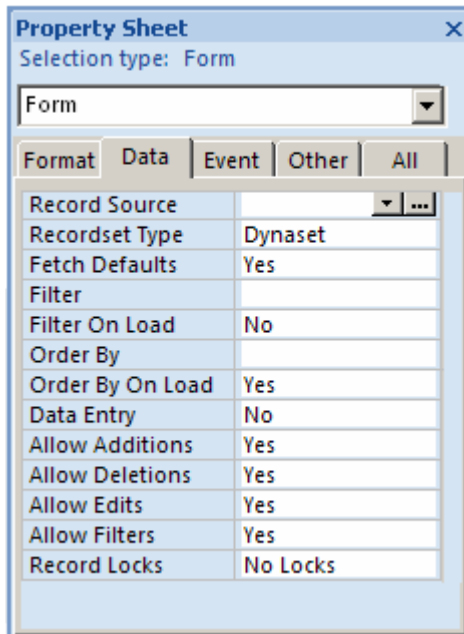 Property Sheet
Selection type: Form
Form
Format Data Event Other All
Record Source
Recordset Type Dynaset
Fetch Defaults Yes
Filter
Filter On Load No
Order By
Order By On Load Yes
Data Entry No
Allow Additions Yes
Allow Deletions Yes
Allow Edits Yes
Allow Filters Yes
Record Locks No Locks